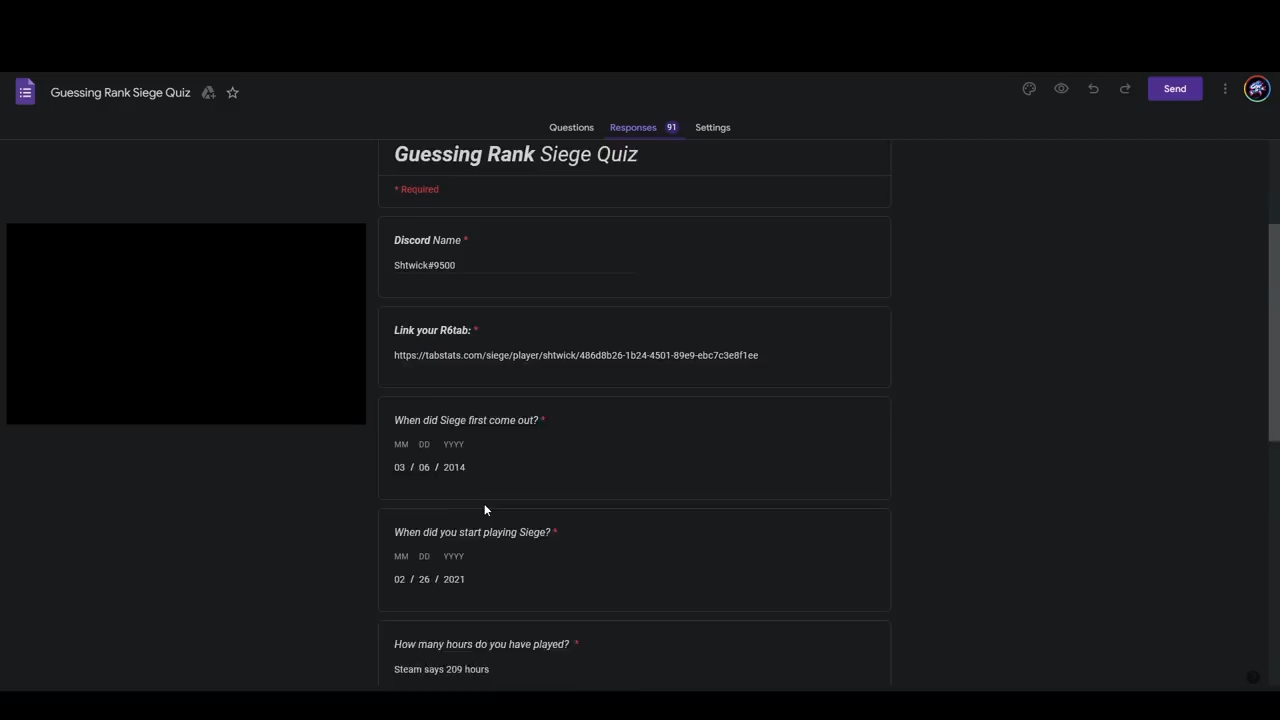 Guessing Rank Siege Quiz
Send
Questions
Responses 91
Settings
Guessing Rank Siege Quiz
* Required
Discord Name *
Shtwick#9500
Link your R6tab: *
https://tabstats.com/siege/player/shtwick/486d8b26-1b24-4501-89e9-ebc7c3e8f1ee
When did Siege first come out? *
MM DD YYYY
03 / 06 / 2014
When did you start playing Siege? *
MM DD YYYY
02 / 26 / 2021
How many hours do you have played? *
Steam says 209 hours